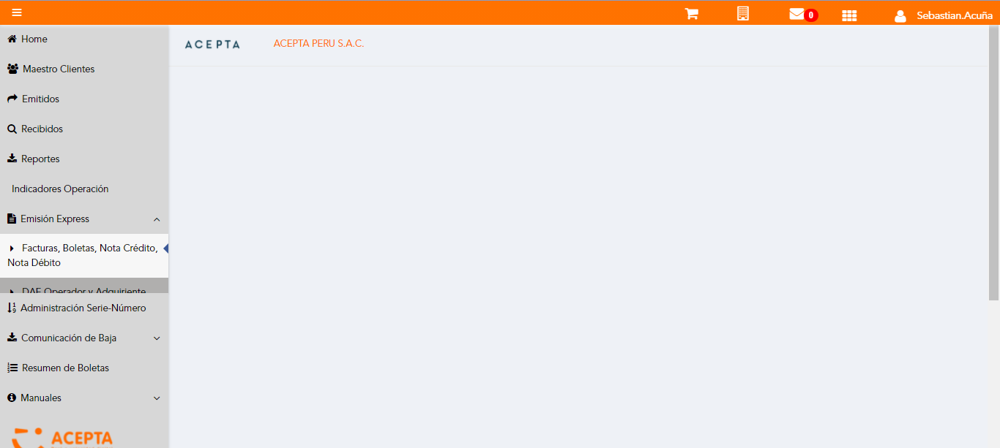 0
Sebastian.Acuña
Home
Maestro Clientes
Emitidos
Recibidos
Reportes
Indicadores Operación
Emisión Express
Facturas, Boletas, Nota Crédito,
Nota Débito
DAE Operador y Adquiriente
Administración Serie-Número
Comunicación de Baja
Resumen de Boletas
Manuales
ACEPTA
ACEPTA
ACEPTA PERU S.A.C.